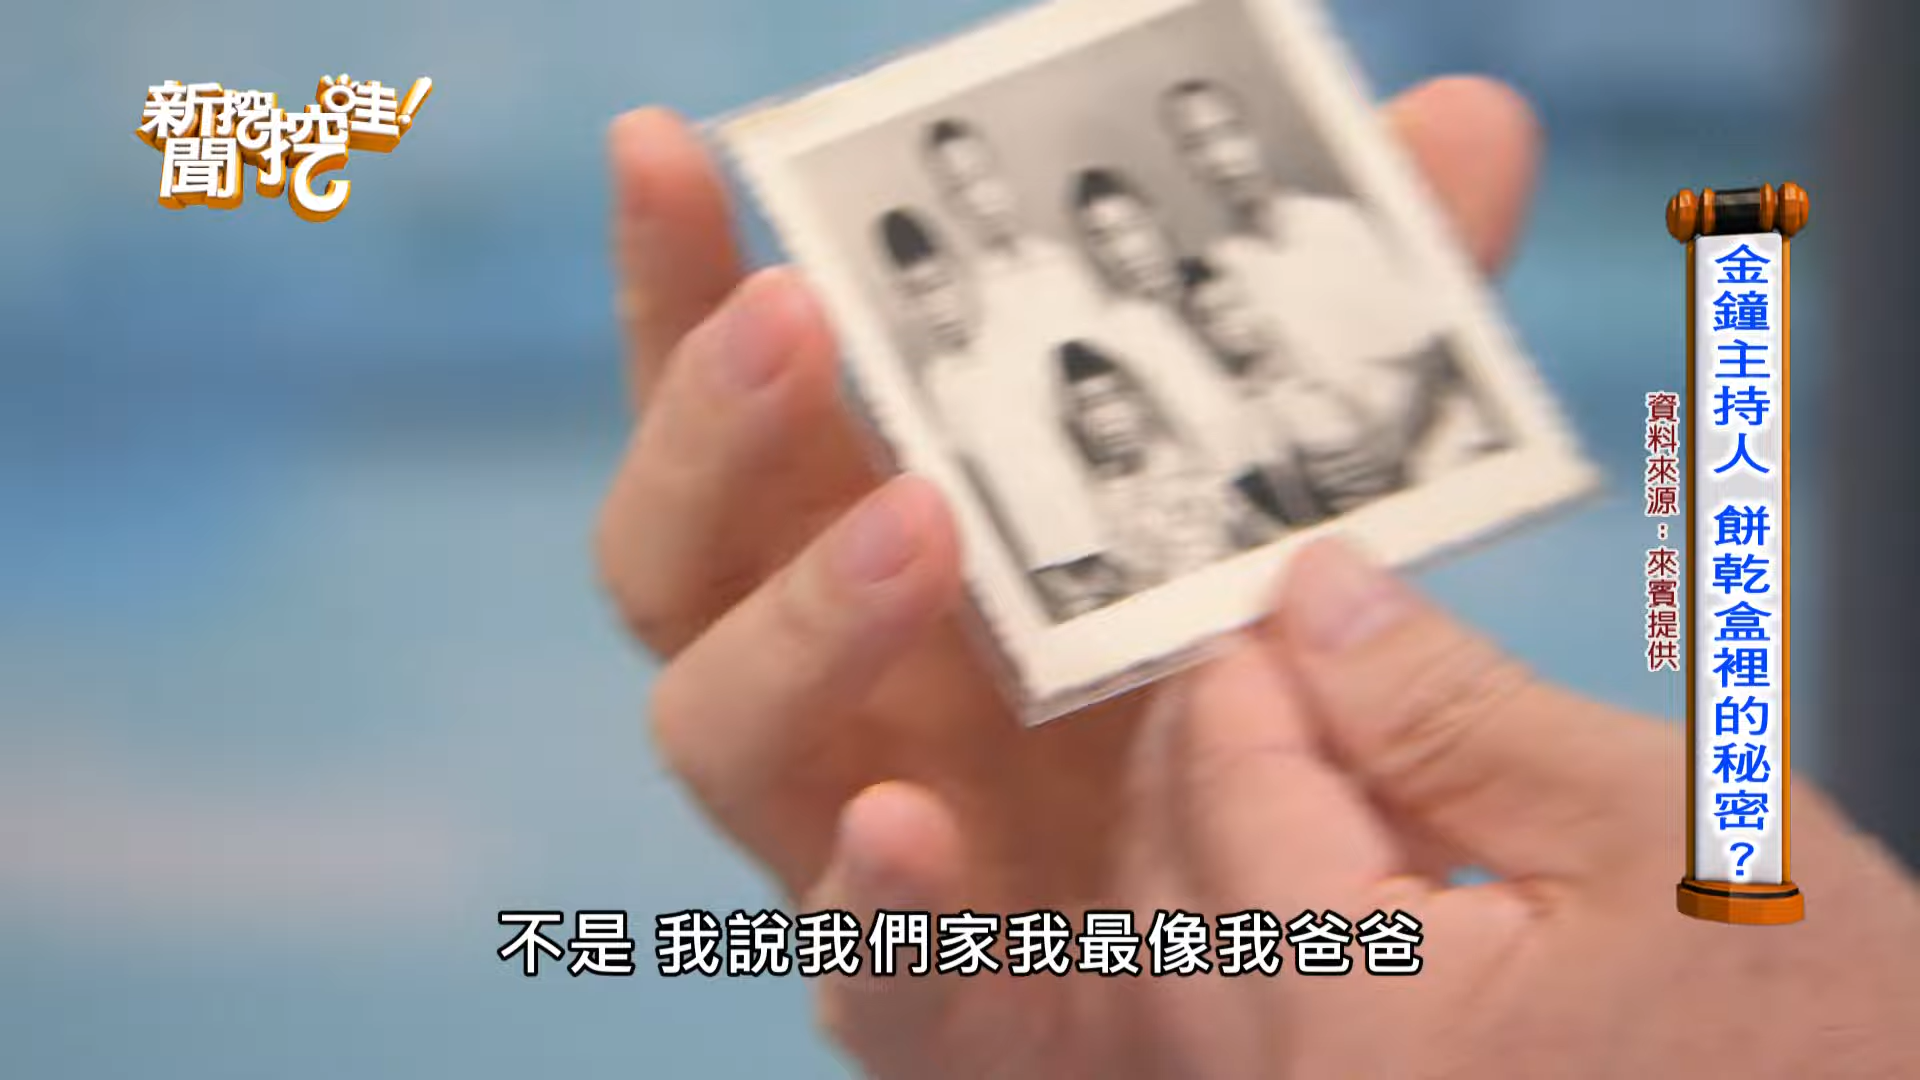 新聞挖挖哇!
金鐘主持人 餅乾盒裡的秘密?
資料來源:來賓提供
不是 我說我們家我最像我爸爸